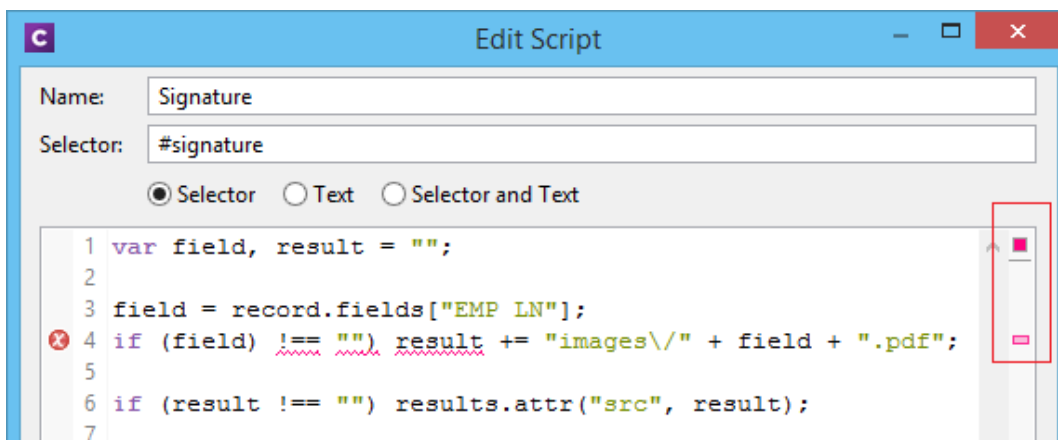 C Edit Script
Name: Signature
Selector: #signature
Selector Text Selector and Text
1 var field, result = "";
2
3 field = record.fields["EMP LN"];
X 4 if (field) !== "") result += "images\/" + field + ".pdf";
5
6 if (result !== "") results.attr("src", result);
7